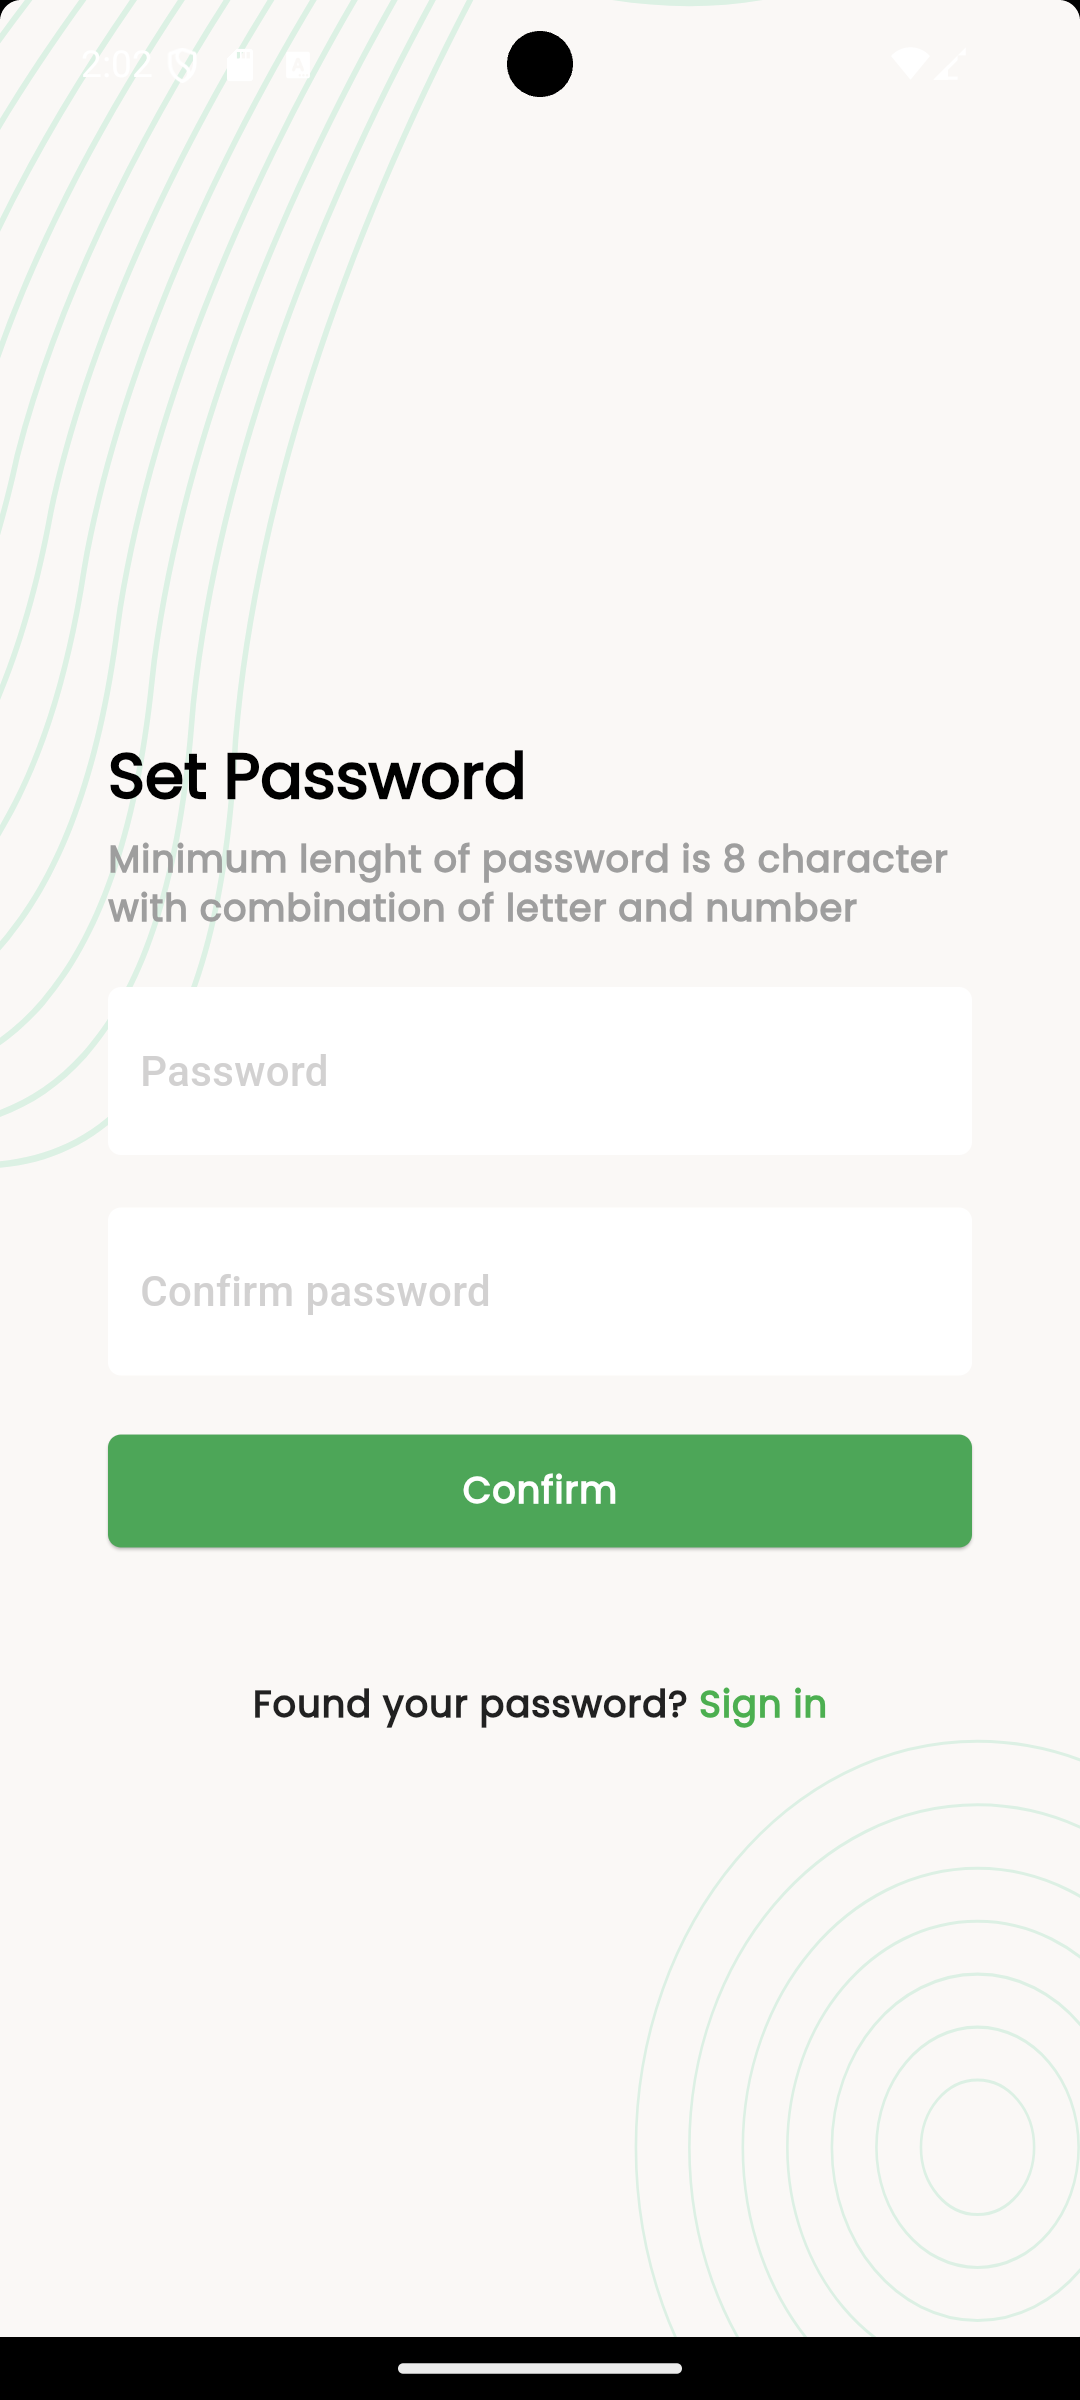 2:02
Set Password
Minimum lenght of password is 8 character
with combination of letter and number
Password
Confirm password
Confirm
Found your password? Sign in